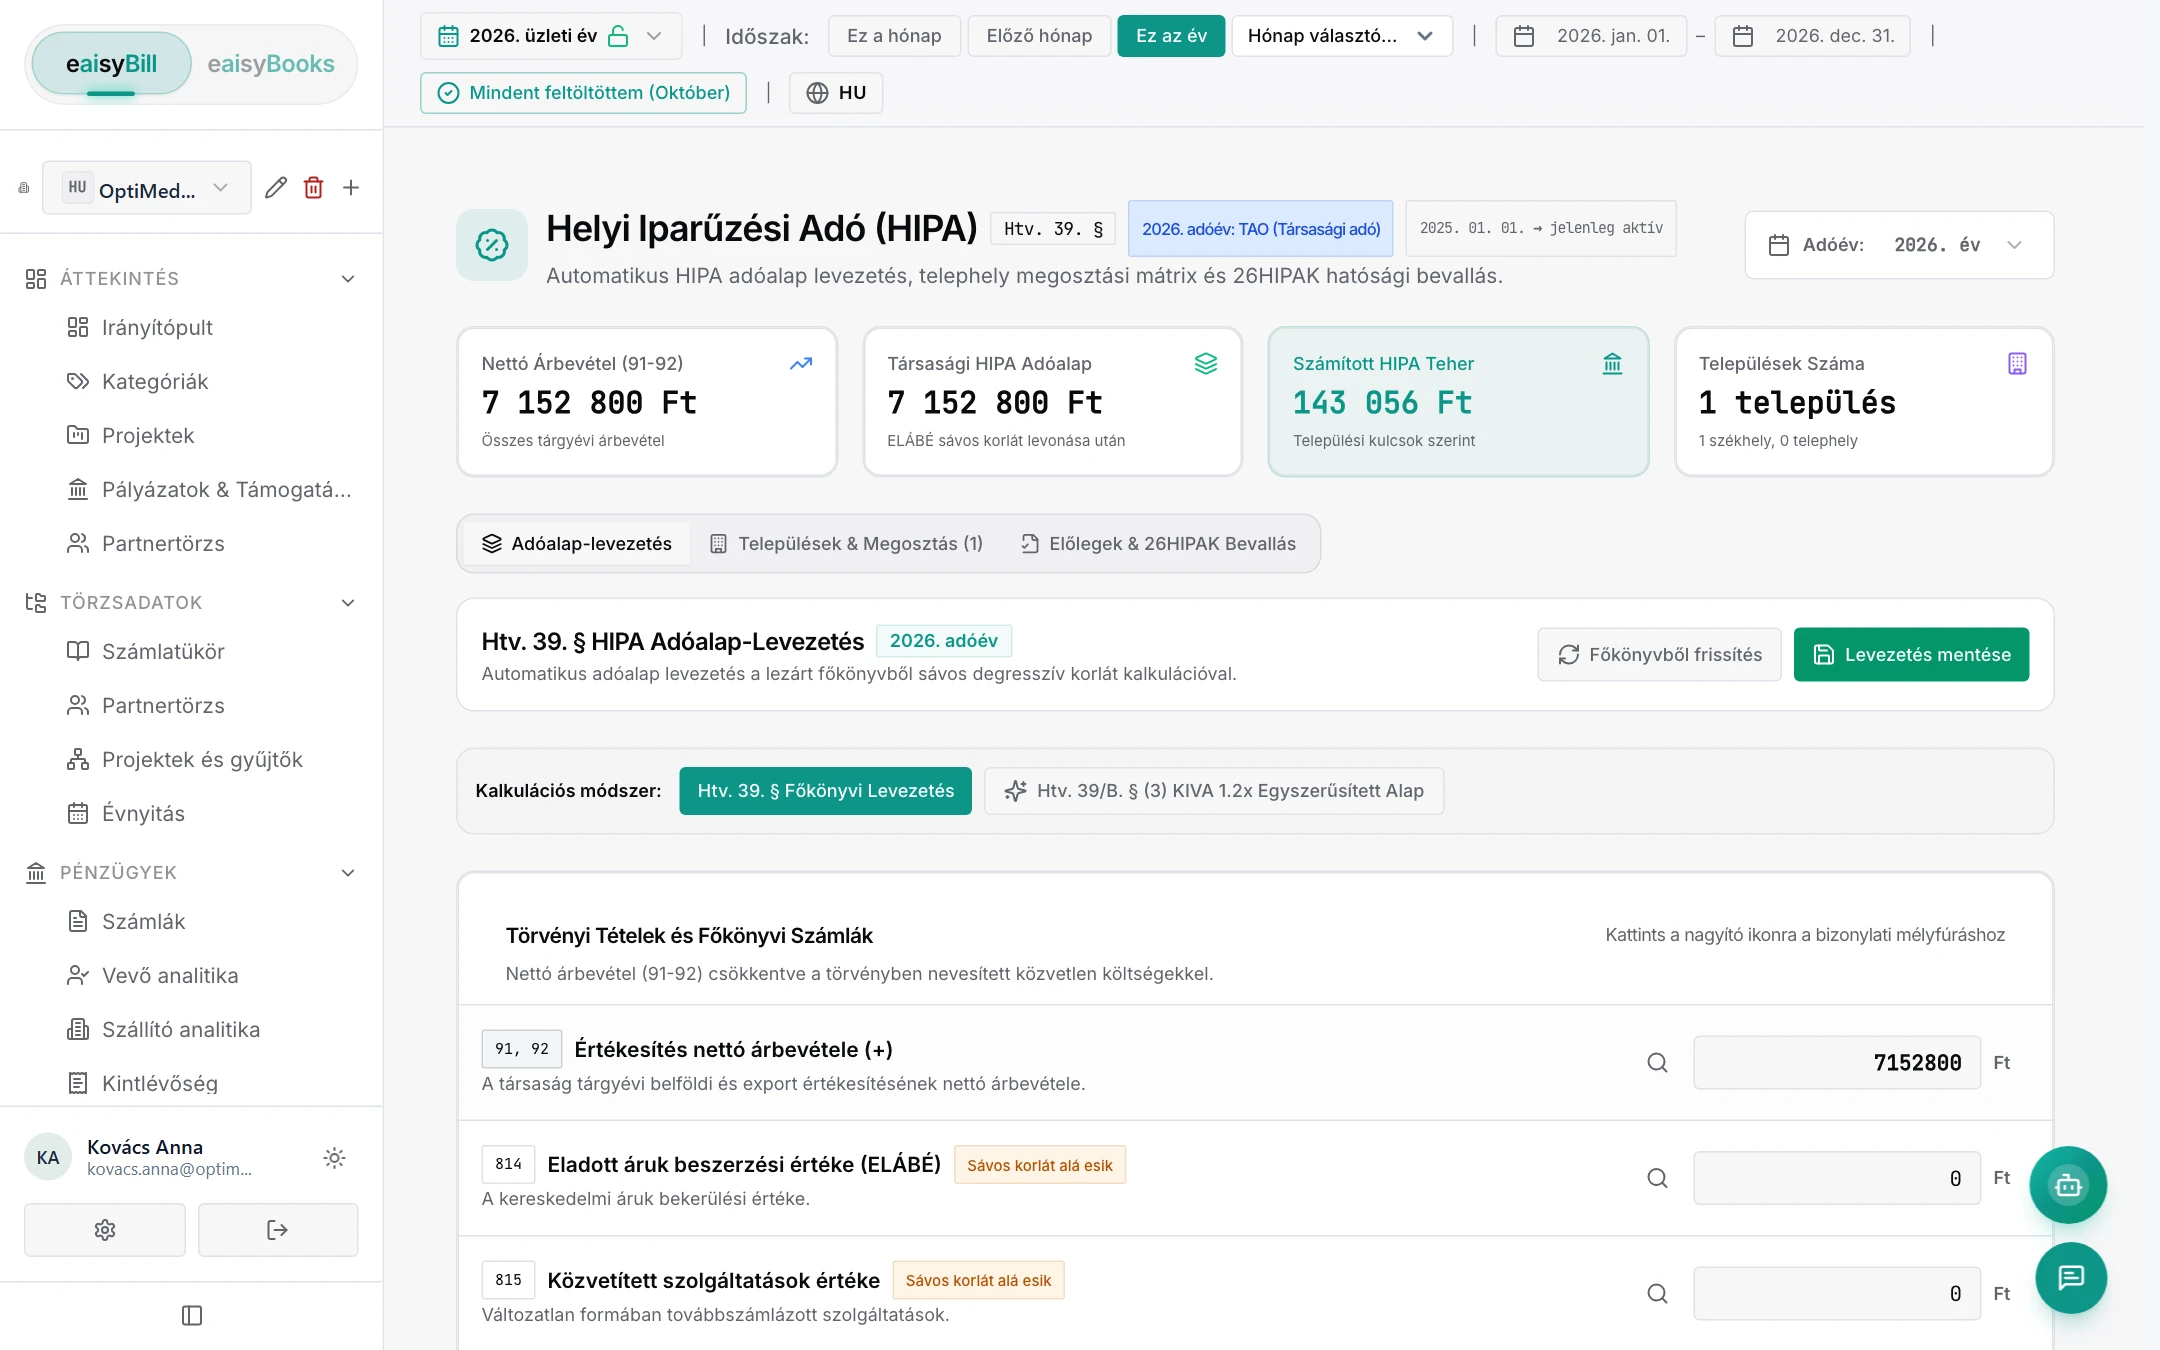 eaisyBill
eaisyBooks
2026. üzleti év
Időszak:
Ez a hónap
Előző hónap
Ez az év
Hónap választó...
2026. jan. 01.
–
2026. dec. 31.
Mindent feltöltöttem (Október)
HU
HU OptiMed...
ÁTTEKINTÉS
Irányítópult
Kategóriák
Projektek
Pályázatok & Támogatá...
Partnertörzs
TÖRZSADATOK
Számlatükör
Partnertörzs
Projektek és gyűjtők
Évnyitás
PÉNZÜGYEK
Számlák
Vevő analitika
Szállító analitika
Kintlévőség
KA
Kovács Anna
kovacs.anna@optim...
Helyi Iparűzési Adó (HIPA)
Htv. 39. §
2026. adóév: TAO (Társasági adó)
2025. 01. 01. → jelenleg aktív
Automatikus HIPA adóalap levezetés, telephely megosztási mátrix és 26HIPAK hatósági bevallás.
Adóév: 2026. év
Nettó Árbevétel (91-92)
7 152 800 Ft
Összes tárgyévi árbevétel
Társasági HIPA Adóalap
7 152 800 Ft
ELÁBÉ sávos korlát levonása után
Számított HIPA Teher
143 056 Ft
Települési kulcsok szerint
Települések Száma
1 település
1 székhely, 0 telephely
Adóalap-levezetés
Települések & Megosztás (1)
Előlegek & 26HIPAK Bevallás
Htv. 39. § HIPA Adóalap-Levezetés
2026. adóév
Automatikus adóalap levezetés a lezárt főkönyvből sávos degresszív korlát kalkulációval.
Főkönyvből frissítés
Levezetés mentése
Kalkulációs módszer:
Htv. 39. § Főkönyvi Levezetés
Htv. 39/B. § (3) KIVA 1.2x Egyszerűsített Alap
Törvényi Tételek és Főkönyvi Számlák
Nettó árbevétel (91-92) csökkentve a törvényben nevesített közvetlen költségekkel.
Kattints a nagyító ikonra a bizonylati mélyfúráshoz
91, 92
Értékesítés nettó árbevétele (+)
A társaság tárgyévi belföldi és export értékesítésének nettó árbevétele.
7152800 Ft
814
Eladott áruk beszerzési értéke (ELÁBÉ)
Sávos korlát alá esik
A kereskedelmi áruk bekerülési értéke.
0 Ft
815
Közvetített szolgáltatások értéke
Sávos korlát alá esik
Változatlan formában továbbszámlázott szolgáltatások.
0 Ft